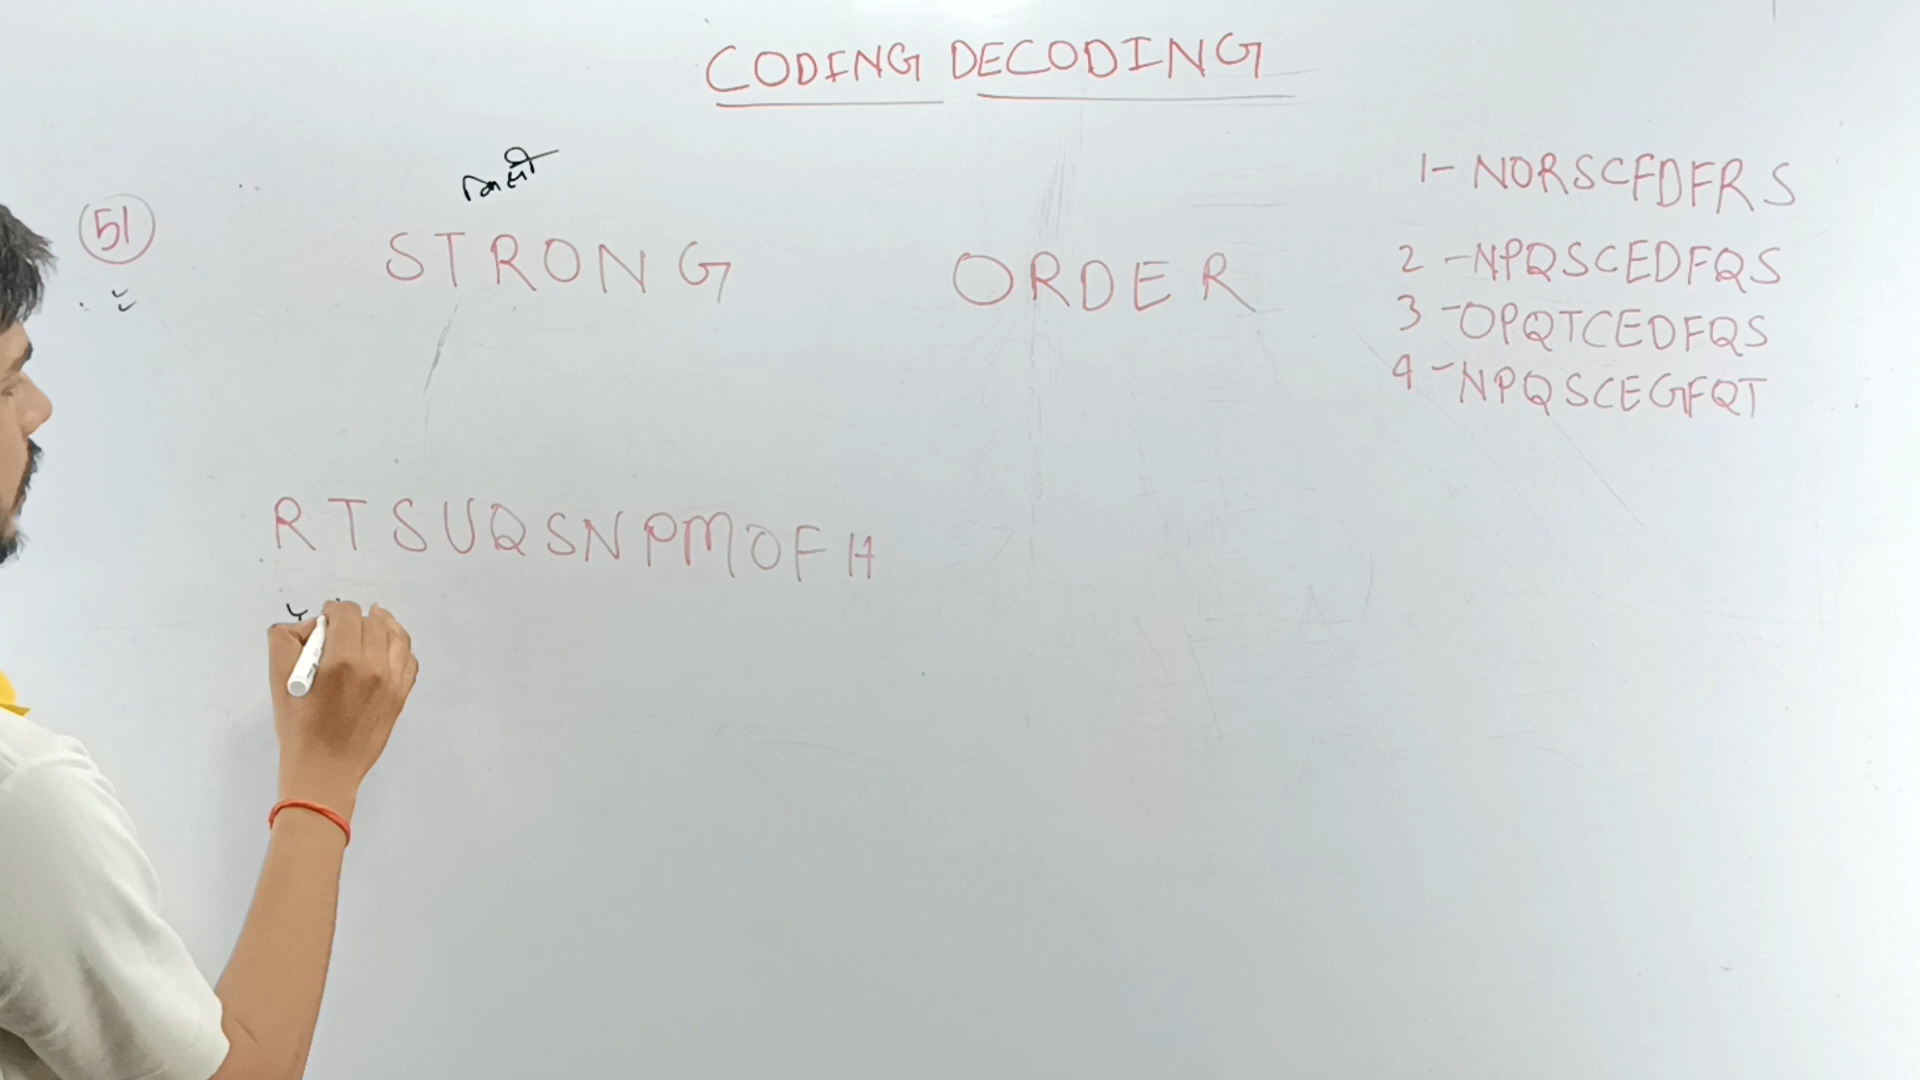 CODING DECODING
51
STRONG
ORDER
1- NORSCFDFRS
2 - NPQSCEDFQS
3 - OPQTCEDFQS
4 - NPQSCEGFQT
RTSUQSNPMOFH